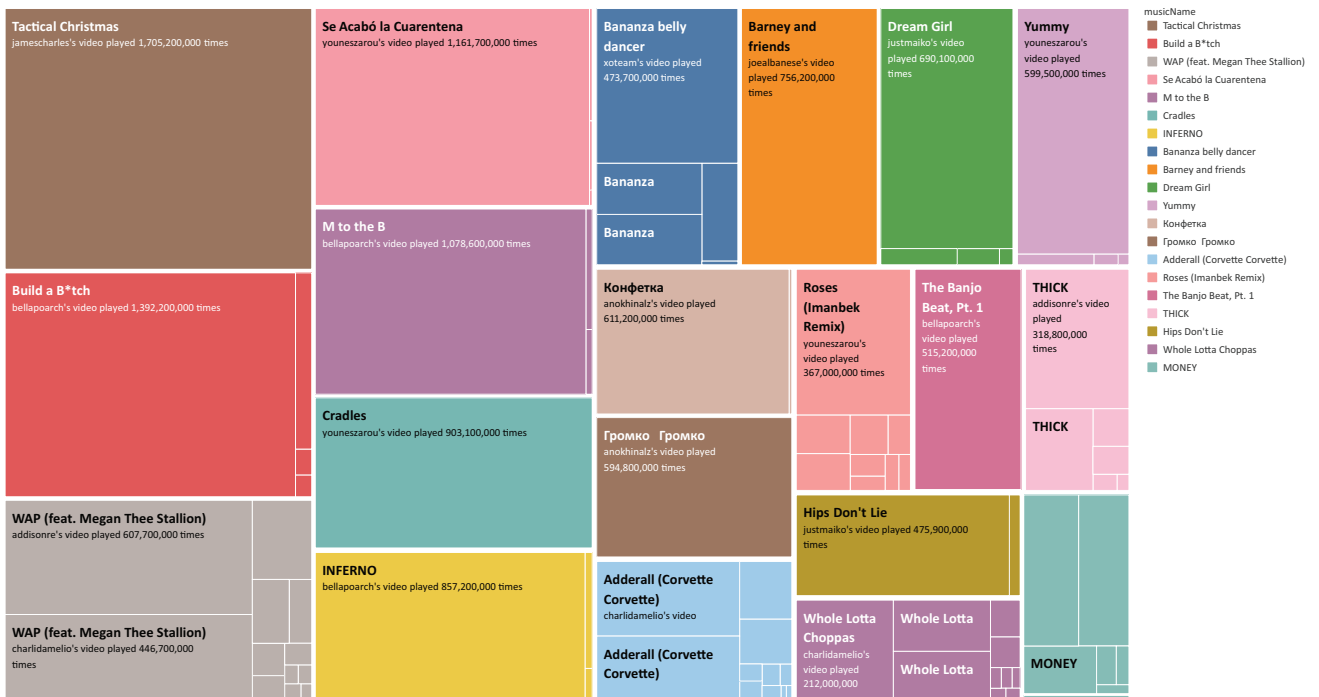 Tactical Christmas
jamescharles's video played 1,705,200,000 times
Build a B*tch
bellapoarch's video played 1,392,200,000 times
WAP (feat. Megan Thee Stallion)
addisonre's video played 607,700,000 times
WAP (feat. Megan Thee Stallion)
charlidamelio's video played 446,700,000
times
Se Acabó la Cuarentena
youneszarou's video played 1,161,700,000 times
M to the B
bellapoarch's video played 1,078,600,000 times
Cradles
youneszarou's video played 903,100,000 times
INFERNO
bellapoarch's video played 857,200,000 times
Bananza belly
dancer
xoteam's video played
473,700,000 times
Bananza
Bananza
Barney and
friends
joealbanese's video
played 756,200,000
times
Dream Girl
justmaiko's video
played 690,100,000
times
Yummy
youneszarou's
video played
599,500,000 times
Конфетка
anokhinalz's video played
611,200,000 times
Громко Громко
anokhinalz's video played
594,800,000 times
Adderall (Corvette
Corvette)
charlidamelio's video
Adderall (Corvette
Corvette)
Roses
(Imanbek
Remix)
youneszarou's
video played
367,000,000 times
The Banjo
Beat, Pt. 1
bellapoarch's
video played
515,200,000
times
THICK
addisonre's video
played
318,800,000
times
THICK
Hips Don't Lie
justmaiko's video played 475,900,000
times
Whole Lotta
Choppas
charlidamelio's
video played
212,000,000
Whole Lotta
Whole Lotta
MONEY
musicName
Tactical Christmas
Build a B*tch
WAP (feat. Megan Thee Stallion)
Se Acabó la Cuarentena
M to the B
Cradles
INFERNO
Bananza belly dancer
Barney and friends
Dream Girl
Yummy
Конфетка
Громко Громко
Adderall (Corvette Corvette)
Roses (Imanbek Remix)
The Banjo Beat, Pt. 1
THICK
Hips Don't Lie
Whole Lotta Choppas
MONEY